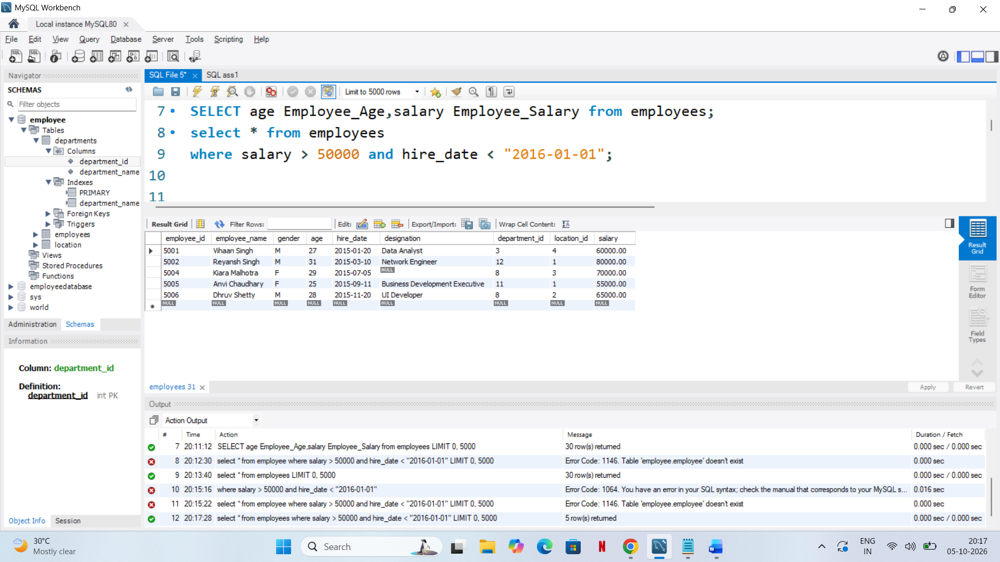 MySQL Workbench
Local instance MySQL80
File Edit View Query Database Server Tools Scripting Help
Navigator
SCHEMAS
Filter objects
employee
Tables
departments
Columns
department_id
department_name
Indexes
PRIMARY
department_name
Foreign Keys
Triggers
employees
location
Views
Stored Procedures
Functions
employeedatabase
sys
world
Administration Schemas
Information
Column: department_id
Definition:
department_id int PK
Object Info Session
SQL File 5* SQL ass1
Limit to 5000 rows
7 SELECT age Employee_Age,salary Employee_Salary from employees;
8 select * from employees
9 where salary > 50000 and hire_date < "2016-01-01";
10
11
Result Grid Filter Rows: Edit: Export/Import: Wrap Cell Content:
employee_id employee_name gender age hire_date designation department_id location_id salary
5001 Vihaan Singh M 27 2015-01-20 Data Analyst 3 4 60000.00
5002 Reyansh Singh M 31 2015-03-10 Network Engineer 12 1 80000.00
5004 Kiara Malhotra F 29 2015-07-05 NULL 8 3 70000.00
5005 Anvi Chaudhary F 25 2015-09-11 Business Development Executive 11 1 55000.00
5006 Dhruv Shetty M 28 2015-11-20 UI Developer 8 2 65000.00
NULL NULL NULL NULL NULL NULL NULL NULL NULL
Result
Grid
Form
Editor
Field
Types
employees 31 Apply Revert
Output
Action Output
# Time Action Message Duration / Fetch
7 20:11:12 SELECT age Employee_Age,salary Employee_Salary from employees LIMIT 0, 5000 30 row(s) returned 0.000 sec / 0.000 sec
8 20:12:30 select * from employee where salary > 50000 and hire_date < "2016-01-01" LIMIT 0, 5000 Error Code: 1146. Table 'employee.employee' doesn't exist 0.000 sec
9 20:13:40 select * from employees LIMIT 0, 5000 30 row(s) returned 0.000 sec / 0.000 sec
10 20:15:16 where salary > 50000 and hire_date < "2016-01-01" Error Code: 1064. You have an error in your SQL syntax; check the manual that corresponds to your MySQL s... 0.016 sec
11 20:15:22 select * from employee where salary > 50000 and hire_date < "2016-01-01" LIMIT 0, 5000 Error Code: 1146. Table 'employee.employee' doesn't exist 0.000 sec
12 20:17:28 select * from employees where salary > 50000 and hire_date < "2016-01-01" LIMIT 0, 5000 5 row(s) returned 0.000 sec / 0.000 sec
30°C
Mostly clear
Search
ENG
IN
20:17
05-10-2026